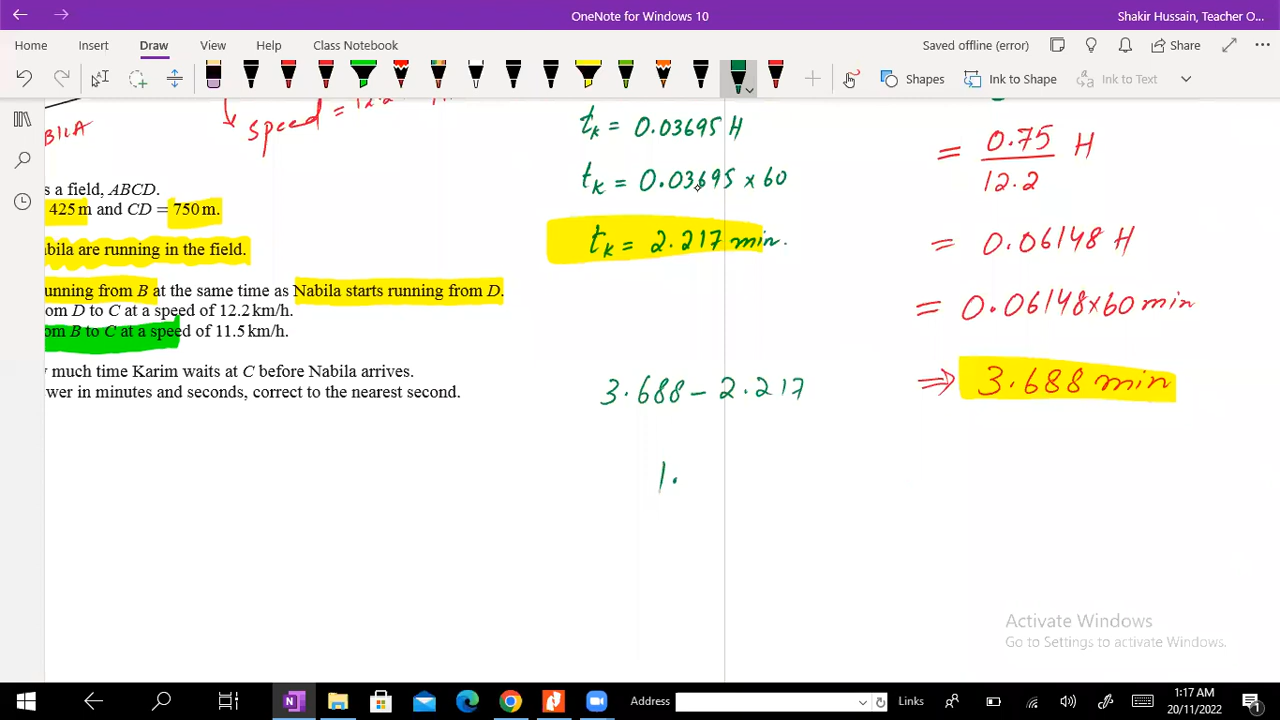 OneNote for Windows 10
Shakir Hussain, Teacher O...
Home Insert Draw View Help Class Notebook
Saved offline (error) Share
Shapes Ink to Shape Ink to Text
speed = 12.2
s a field, ABCD.
425 m and CD = 750 m.
bila are running in the field.
unning from B at the same time as Nabila starts running from D.
om D to C at a speed of 12.2 km/h.
om B to C at a speed of 11.5 km/h.
much time Karim waits at C before Nabila arrives.
wer in minutes and seconds, correct to the nearest second.
tK = 0.03695 H
tK = 0.03695 × 60
tK = 2.217 min.
3.688 - 2.217
1.
= 0.75 / 12.2 H
= 0.06148 H
= 0.06148×60 min
⇒ 3.688 min
Activate Windows
Go to Settings to activate Windows.
Address
Links
1:17 AM
20/11/2022